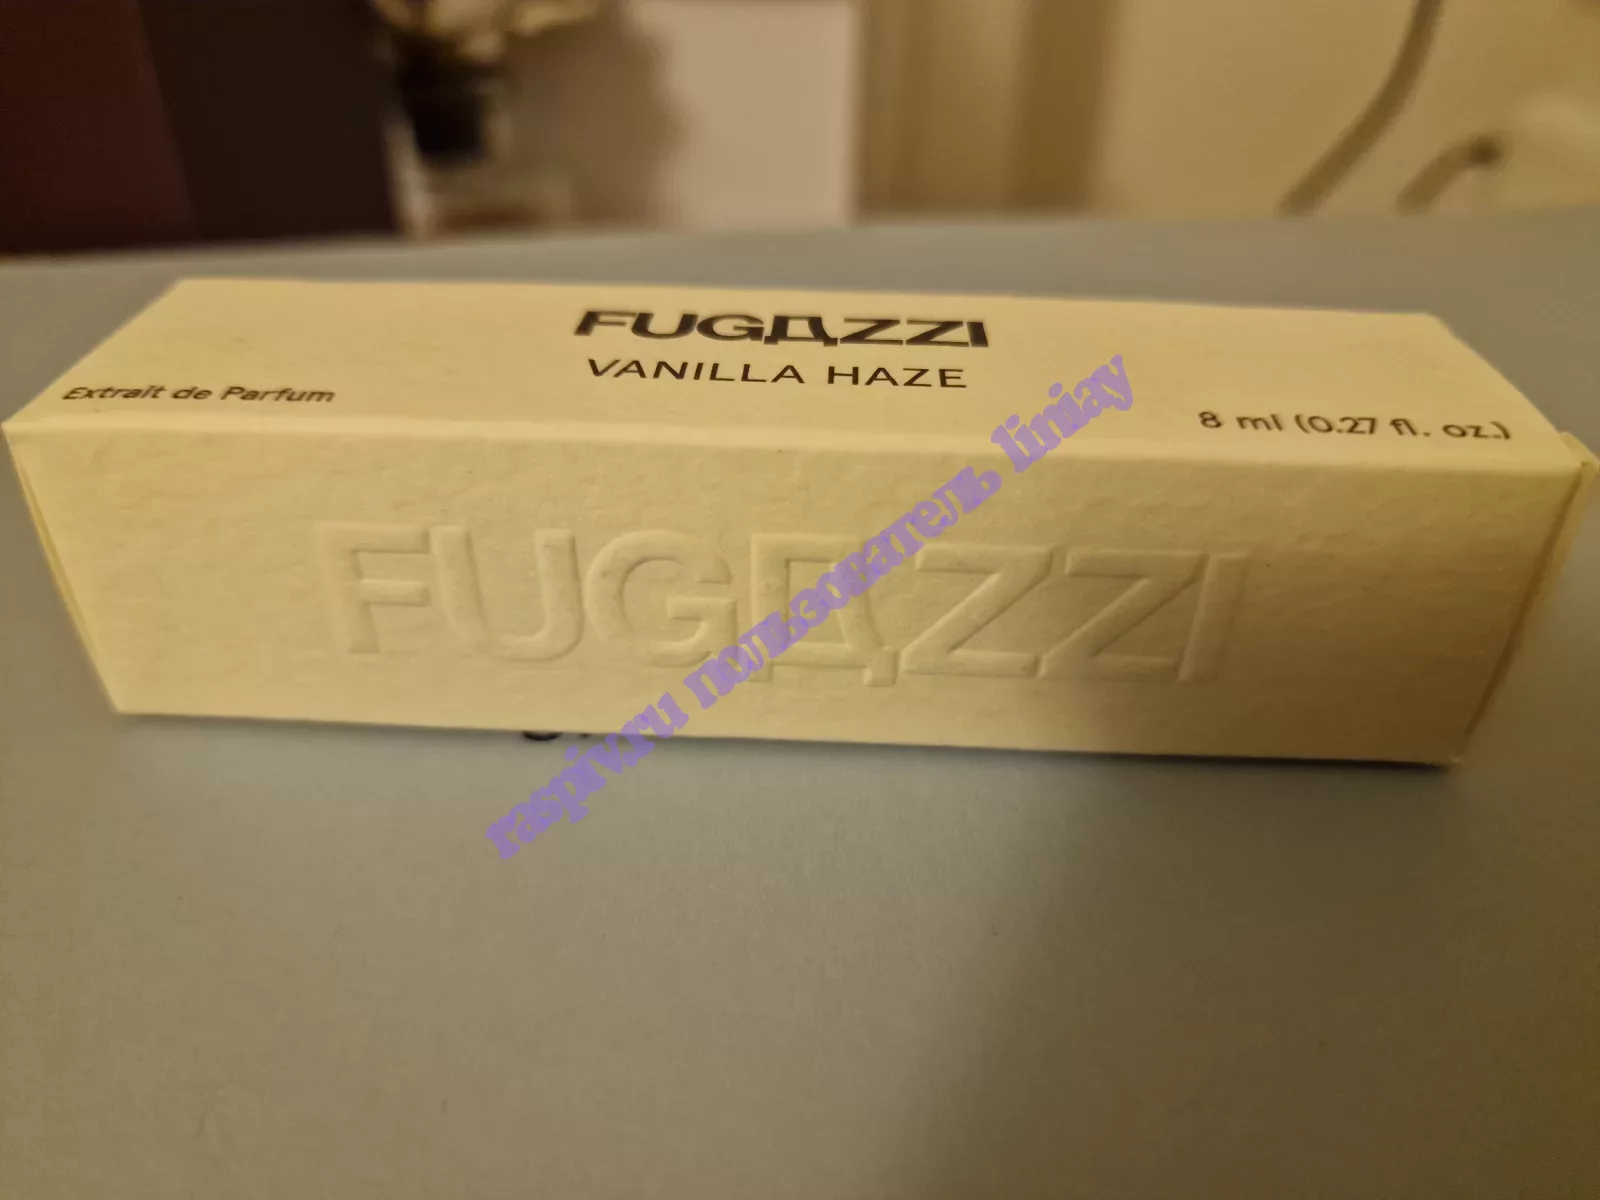 FUGДZZI
VANILLA HAZE
Extrait de Parfum
8 ml (0.27 fl. oz.)
FUGДZZI
raspiv.ru пользователь liniay